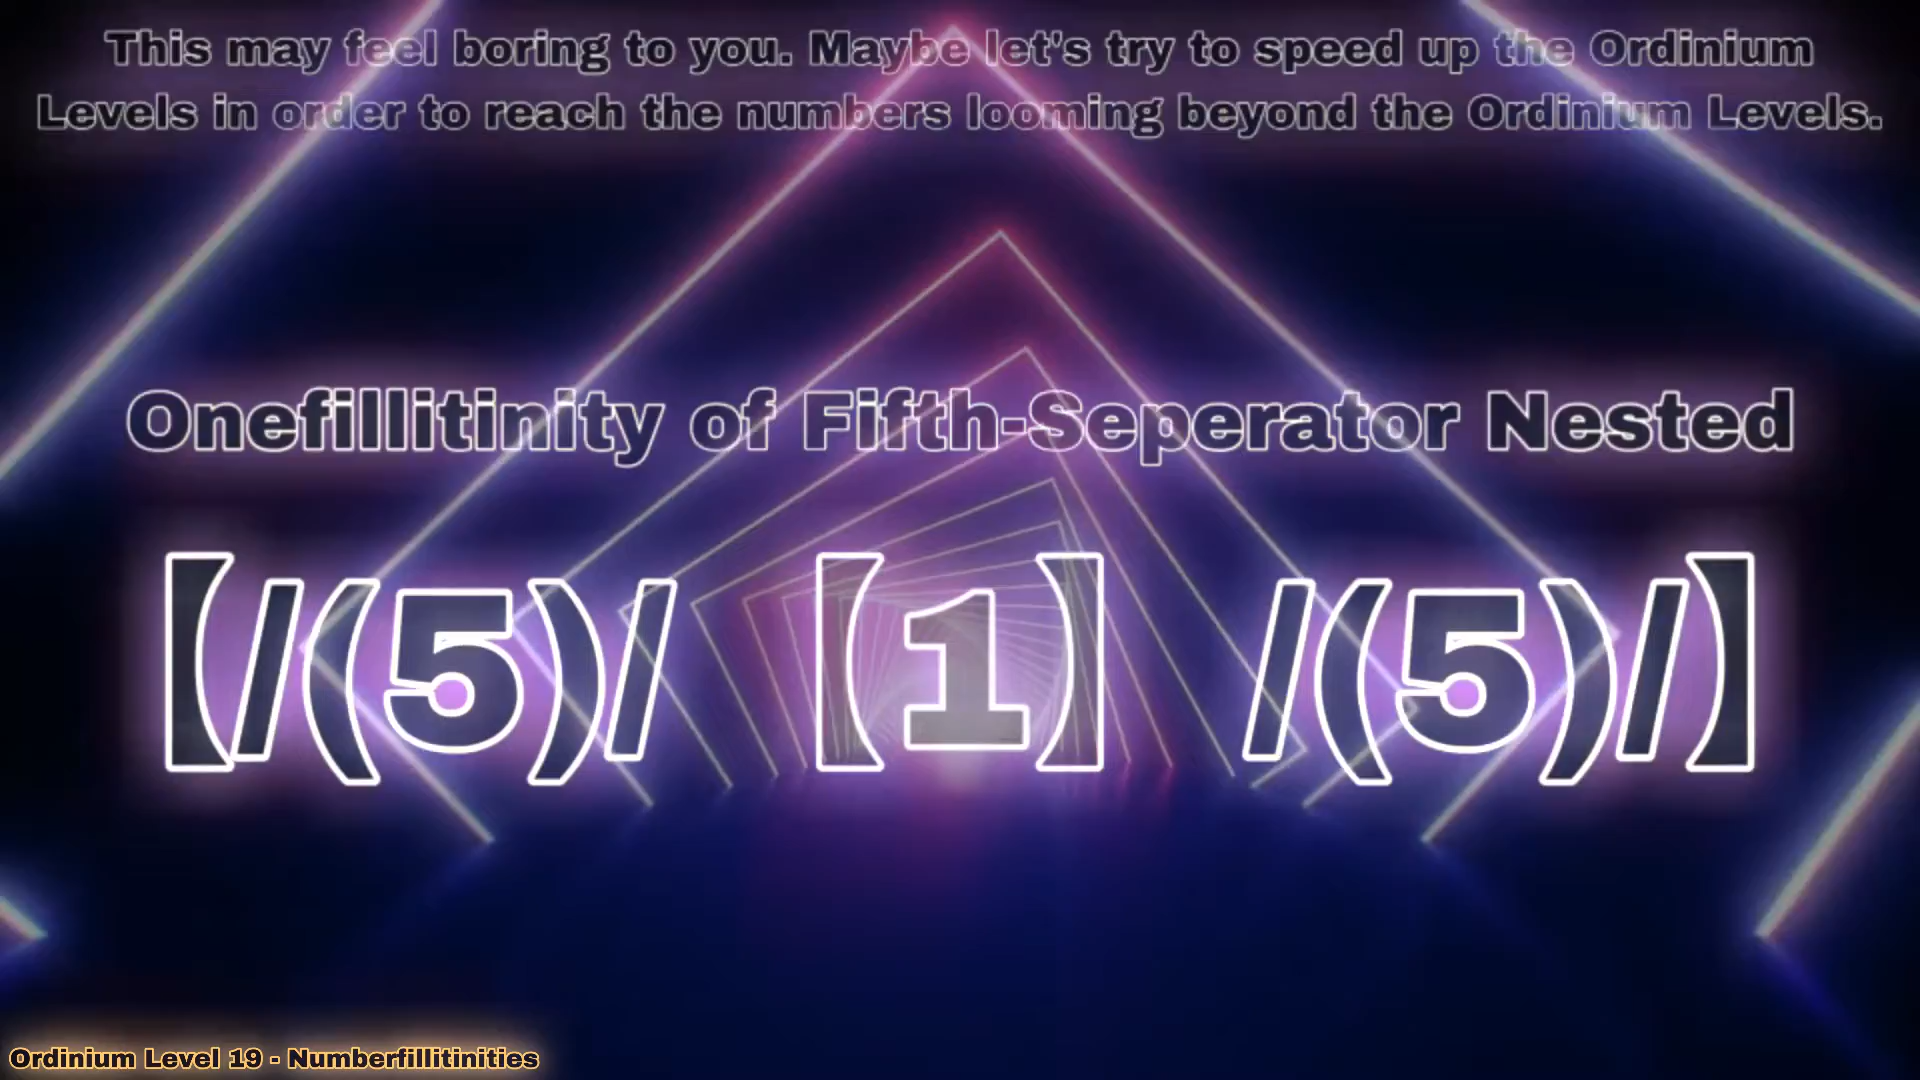 This may feel boring to you. Maybe let's try to speed up the Ordinium
Levels in order to reach the numbers looming beyond the Ordinium Levels.
Onefillitinity of Fifth-Seperator Nested
【/(5)/ 【1】 /(5)/】
Ordinium Level 19 - Numberfillitinities